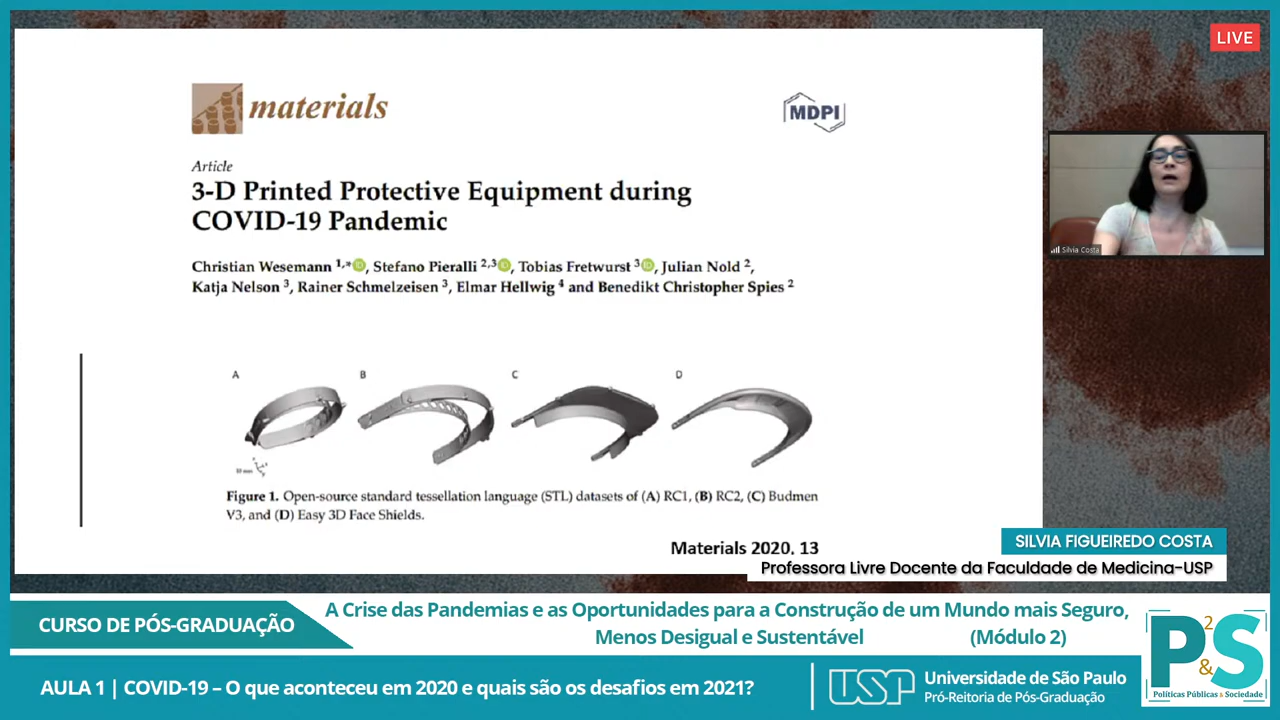 LIVE
materials
MDPI
Article
3-D Printed Protective Equipment during
COVID-19 Pandemic
Christian Wesemann 1,*, Stefano Pieralli 2,3, Tobias Fretwurst 3, Julian Nold 2,
Katja Nelson 3, Rainer Schmelzeisen 3, Elmar Hellwig 4 and Benedikt Christopher Spies 2
Silvia Costa
A B C D
Figure 1. Open-source standard tessellation language (STL) datasets of (A) RC1, (B) RC2, (C) Budmen
V3, and (D) Easy 3D Face Shields.
Materials 2020, 13
SILVIA FIGUEIREDO COSTA
Professora Livre Docente da Faculdade de Medicina-USP
CURSO DE PÓS-GRADUAÇÃO
A Crise das Pandemias e as Oportunidades para a Construção de um Mundo mais Seguro,
Menos Desigual e Sustentável (Módulo 2)
AULA 1 | COVID-19 – O que aconteceu em 2020 e quais são os desafios em 2021?
USP
Universidade de São Paulo
Pró-Reitoria de Pós-Graduação
P2&S
Políticas Públicas & Sociedade